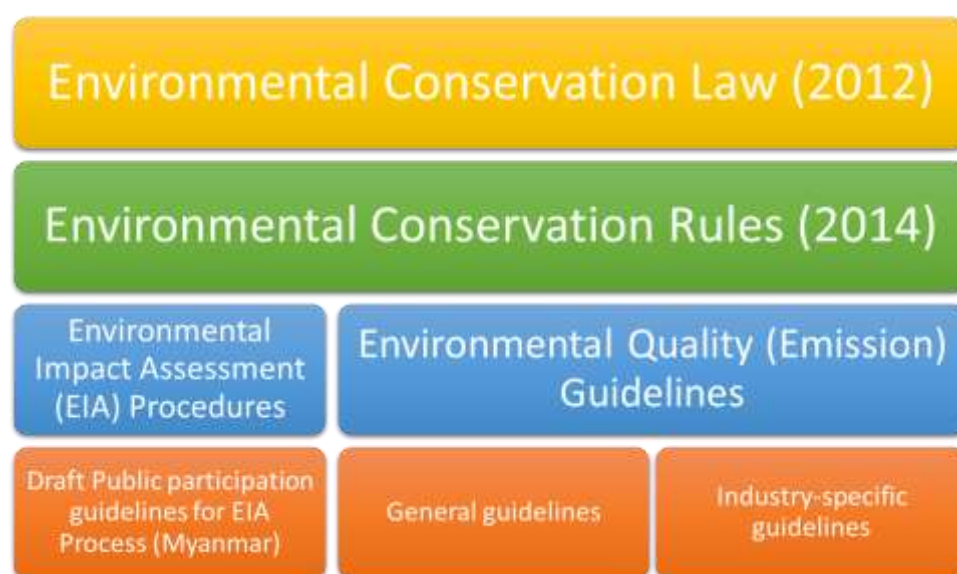 Environmental Conservation Law (2012)
Environmental Conservation Rules (2014)
Environmental
Impact Assessment
(EIA) Procedures
Environmental Quality (Emission)
Guidelines
Draft Public participation
guidelines for EIA
Process (Myanmar)
General guidelines
Industry-specific
guidelines